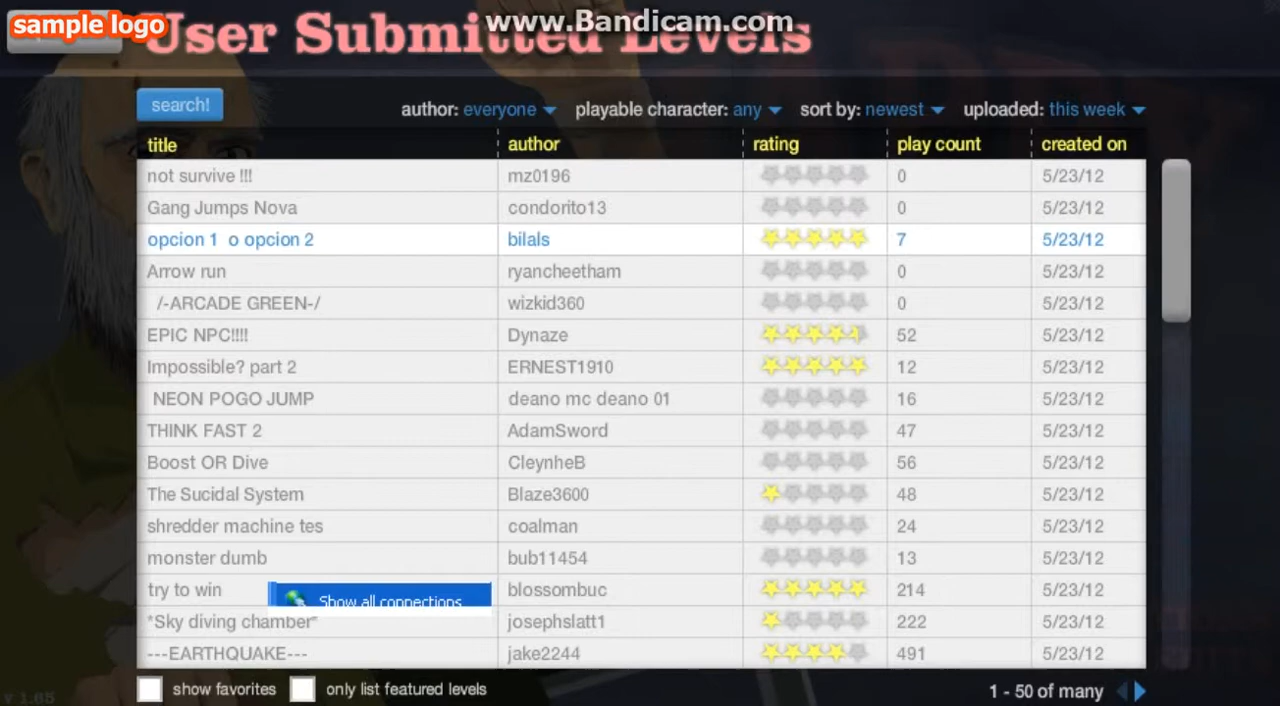 sample logo
www.Bandicam.com
User Submitted Levels
search!
author: everyone playable character: any sort by: newest uploaded: this week
title author rating play count created on
not survive !!! mz0196 0 5/23/12
Gang Jumps Nova condorito13 0 5/23/12
opcion 1 o opcion 2 bilals 7 5/23/12
Arrow run ryancheetham 0 5/23/12
/-ARCADE GREEN-/ wizkid360 0 5/23/12
EPIC NPC!!!! Dynaze 52 5/23/12
Impossible? part 2 ERNEST1910 12 5/23/12
NEON POGO JUMP deano mc deano 01 16 5/23/12
THINK FAST 2 AdamSword 47 5/23/12
Boost OR Dive CleynheB 56 5/23/12
The Sucidal System Blaze3600 48 5/23/12
shredder machine tes coalman 24 5/23/12
monster dumb bub11454 13 5/23/12
try to win blossombuc 214 5/23/12
Show all connections
*Sky diving chamber* josephslatt1 222 5/23/12
---EARTHQUAKE--- jake2244 491 5/23/12
show favorites only list featured levels 1 - 50 of many
v 1.65